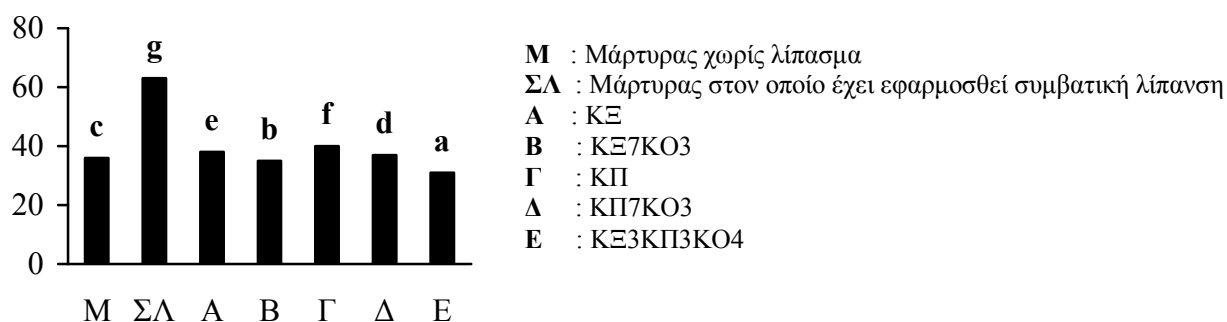 80
60
40
20
0
c
g
e
b
f
d
a
Μ ΣΛ Α Β Γ Δ Ε
Μ : Μάρτυρας χωρίς λίπασμα
ΣΛ : Μάρτυρας στον οποίο έχει εφαρμοσθεί συμβατική λίπανση
Α : ΚΞ
Β : ΚΞ7ΚΟ3
Γ : ΚΠ
Δ : ΚΠ7ΚΟ3
Ε : ΚΞ3ΚΠ3ΚΟ4